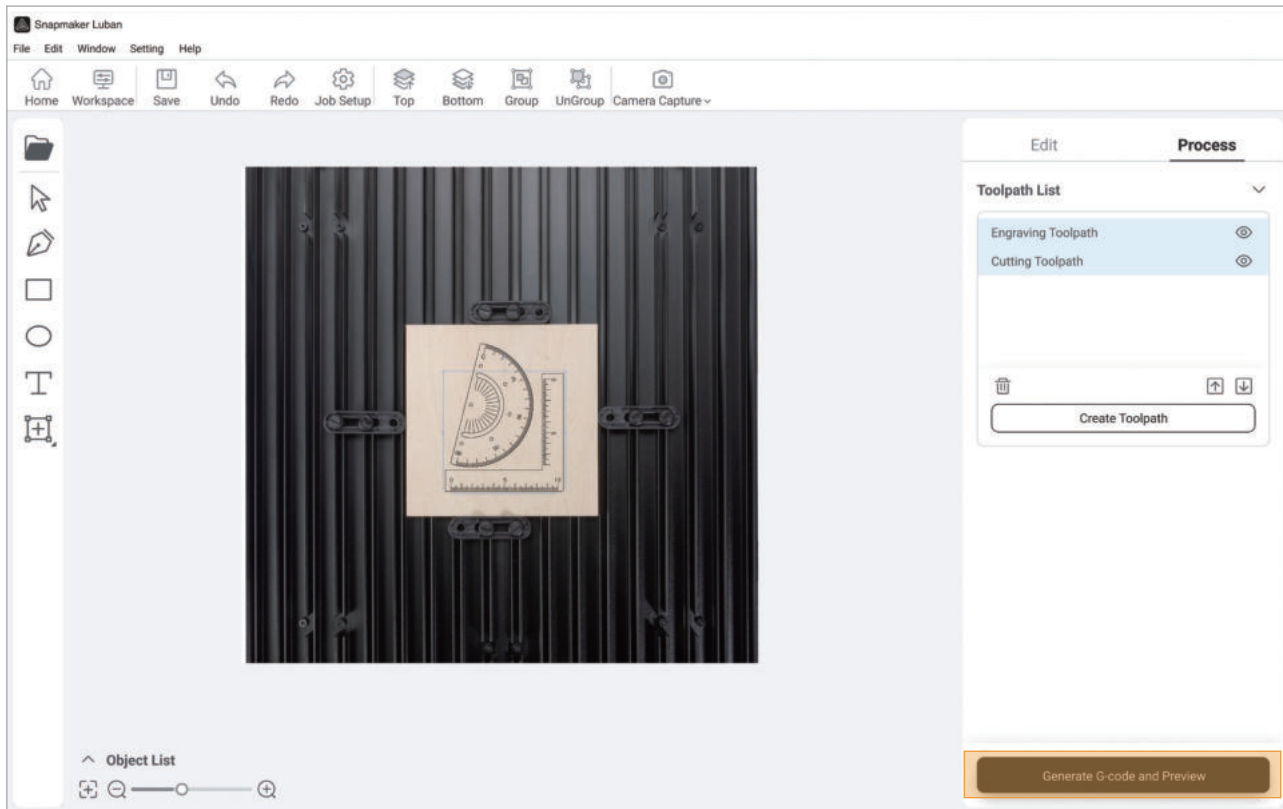 Snapmaker Luban
File Edit Window Setting Help
Home Workspace Save Undo Redo Job Setup Top Bottom Group UnGroup Camera Capture
Edit Process
Toolpath List
Engraving Toolpath
Cutting Toolpath
Create Toolpath
Object List
Generate G-code and Preview